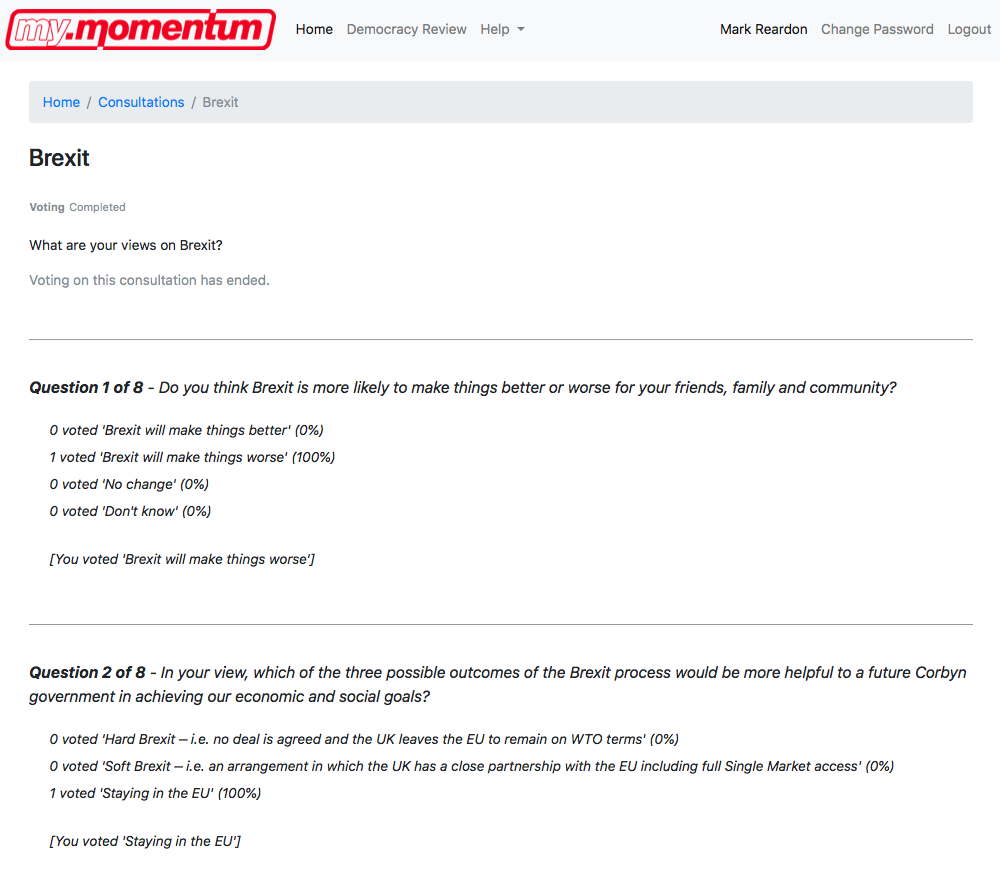 my.momentum Home Democracy Review Help Mark Reardon Change Password Logout
Home / Consultations / Brexit
Brexit
Voting Completed
What are your views on Brexit?
Voting on this consultation has ended.
Question 1 of 8 - Do you think Brexit is more likely to make things better or worse for your friends, family and community?
0 voted 'Brexit will make things better' (0%)
1 voted 'Brexit will make things worse' (100%)
0 voted 'No change' (0%)
0 voted 'Don't know' (0%)
[You voted 'Brexit will make things worse']
Question 2 of 8 - In your view, which of the three possible outcomes of the Brexit process would be more helpful to a future Corbyn
government in achieving our economic and social goals?
0 voted 'Hard Brexit – i.e. no deal is agreed and the UK leaves the EU to remain on WTO terms' (0%)
0 voted 'Soft Brexit – i.e. an arrangement in which the UK has a close partnership with the EU including full Single Market access' (0%)
1 voted 'Staying in the EU' (100%)
[You voted 'Staying in the EU']